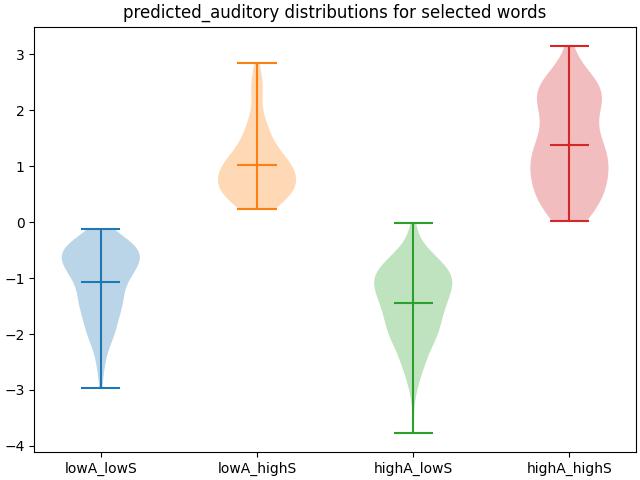 predicted_auditory distributions for selected words
3
2
1
0
−1
−2
−3
−4
lowA_lowS
lowA_highS
highA_lowS
highA_highS